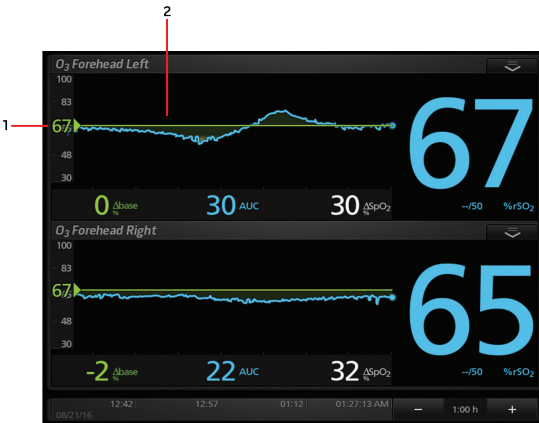 2
O3 Forehead Left
100
83
1
67
48
30
67
0 Δbase %
30 AUC
30 ΔSpO2
--/50 %rSO2
O3 Forehead Right
100
83
67
48
30
65
-2 Δbase %
22 AUC
32 ΔSpO2
--/50 %rSO2
12:42 12:57 01:12 01:27:13 AM
08/21/16
− 1:00 h +